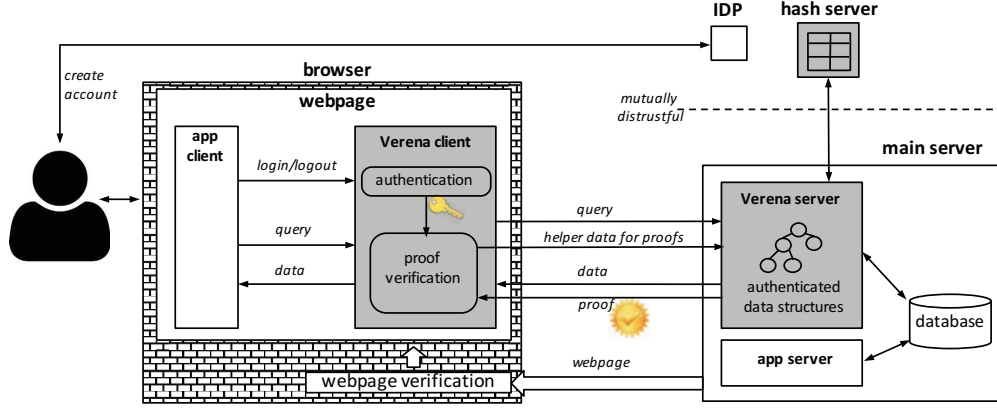 IDP
hash server
create
account
browser
webpage
mutually
distrustful
main server
app
client
login/logout
Verena client
authentication
query
data
proof
verification
query
helper data for proofs
data
proof
Verena server
authenticated
data structures
database
app server
webpage
webpage verification